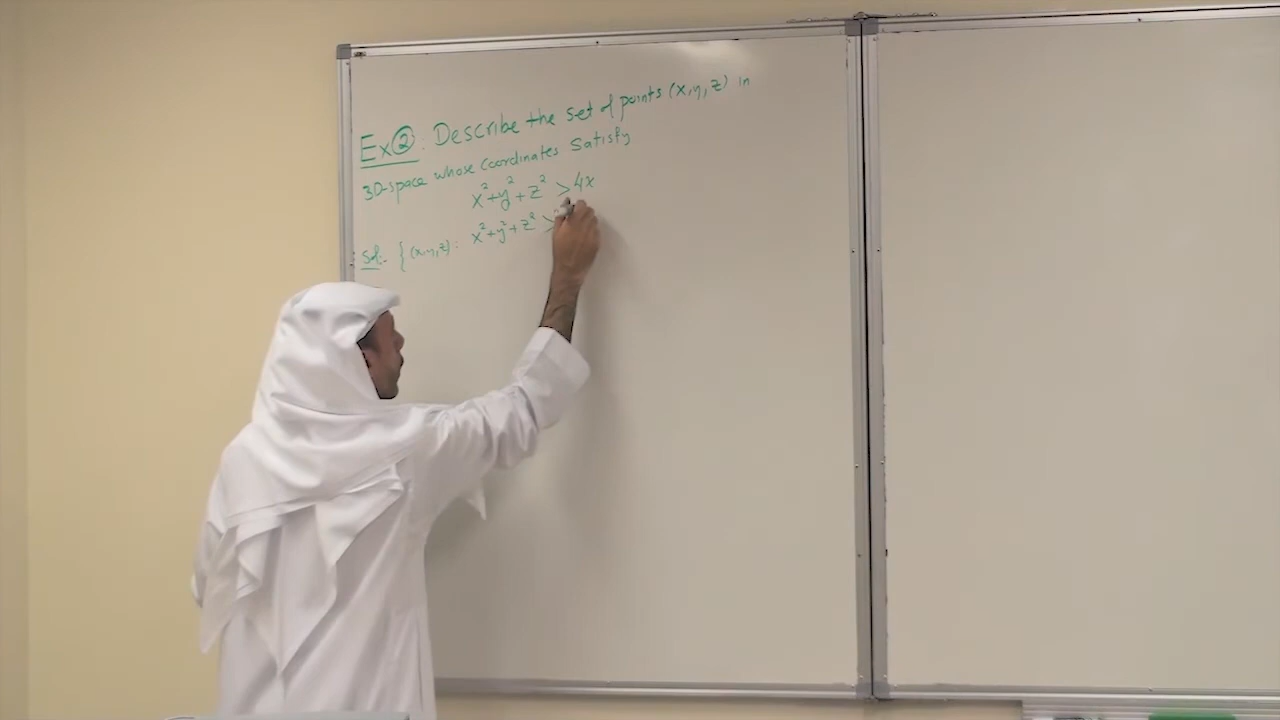 Ex②: Describe the set of points (x,y,z) in
3D-space whose coordinates satisfy
x²+y²+z² > 4x
Sol:- {(x,y,z): x²+y²+z² >